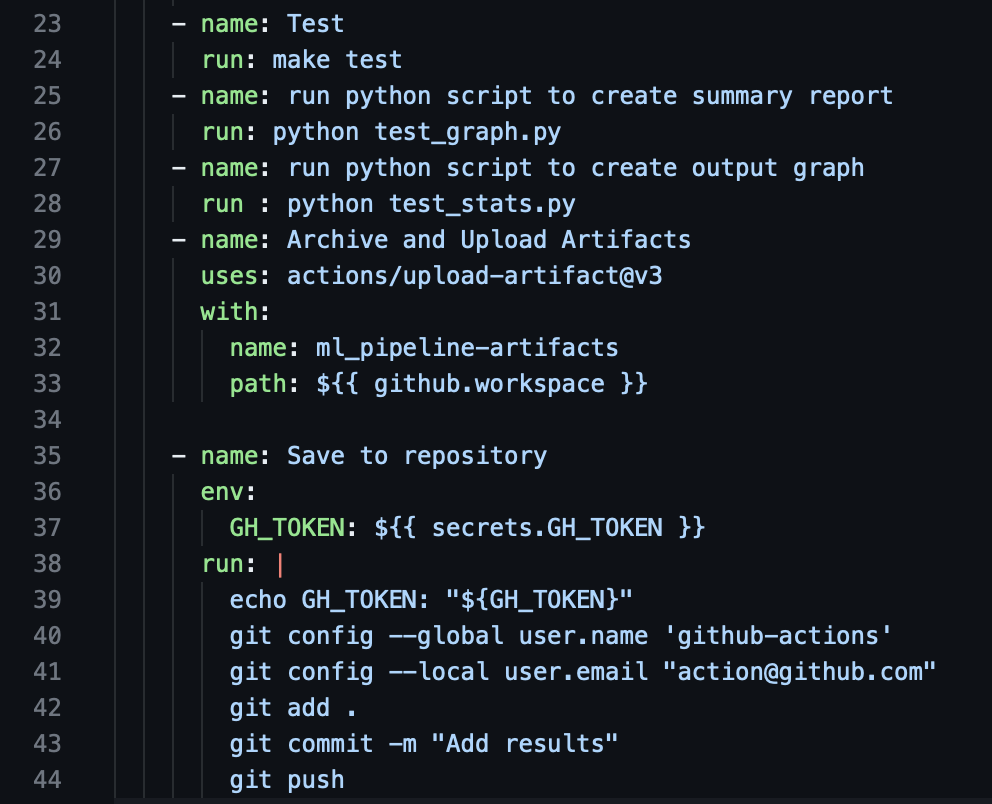 23 - name: Test
24 run: make test
25 - name: run python script to create summary report
26 run: python test_graph.py
27 - name: run python script to create output graph
28 run : python test_stats.py
29 - name: Archive and Upload Artifacts
30 uses: actions/upload-artifact@v3
31 with:
32 name: ml_pipeline-artifacts
33 path: ${{ github.workspace }}
34
35 - name: Save to repository
36 env:
37 GH_TOKEN: ${{ secrets.GH_TOKEN }}
38 run: |
39 echo GH_TOKEN: "${GH_TOKEN}"
40 git config --global user.name 'github-actions'
41 git config --local user.email "action@github.com"
42 git add .
43 git commit -m "Add results"
44 git push